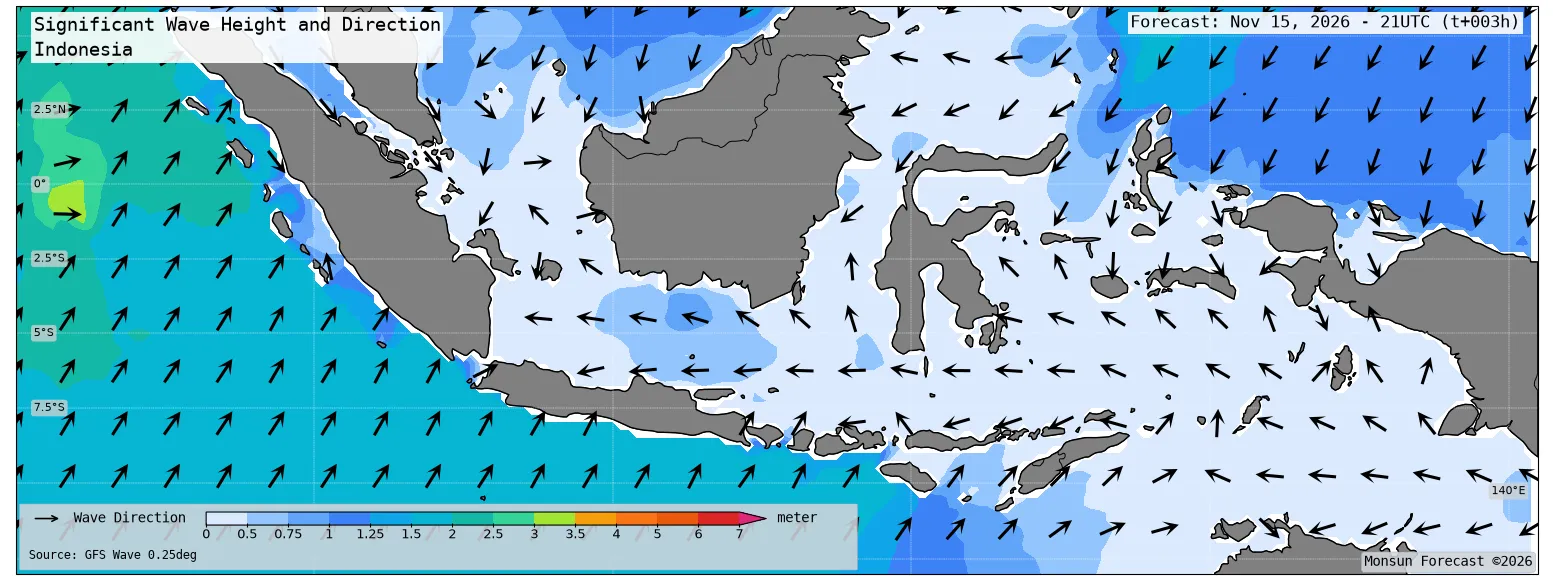 Significant Wave Height and Direction
Indonesia
Forecast: Nov 15, 2026 - 21UTC (t+003h)
2.5°N
0°
2.5°S
5°S
7.5°S
140°E
Wave Direction
0 0.5 0.75 1 1.25 1.5 2 2.5 3 3.5 4 5 6 7
meter
Source: GFS Wave 0.25deg
Monsun Forecast ©2026